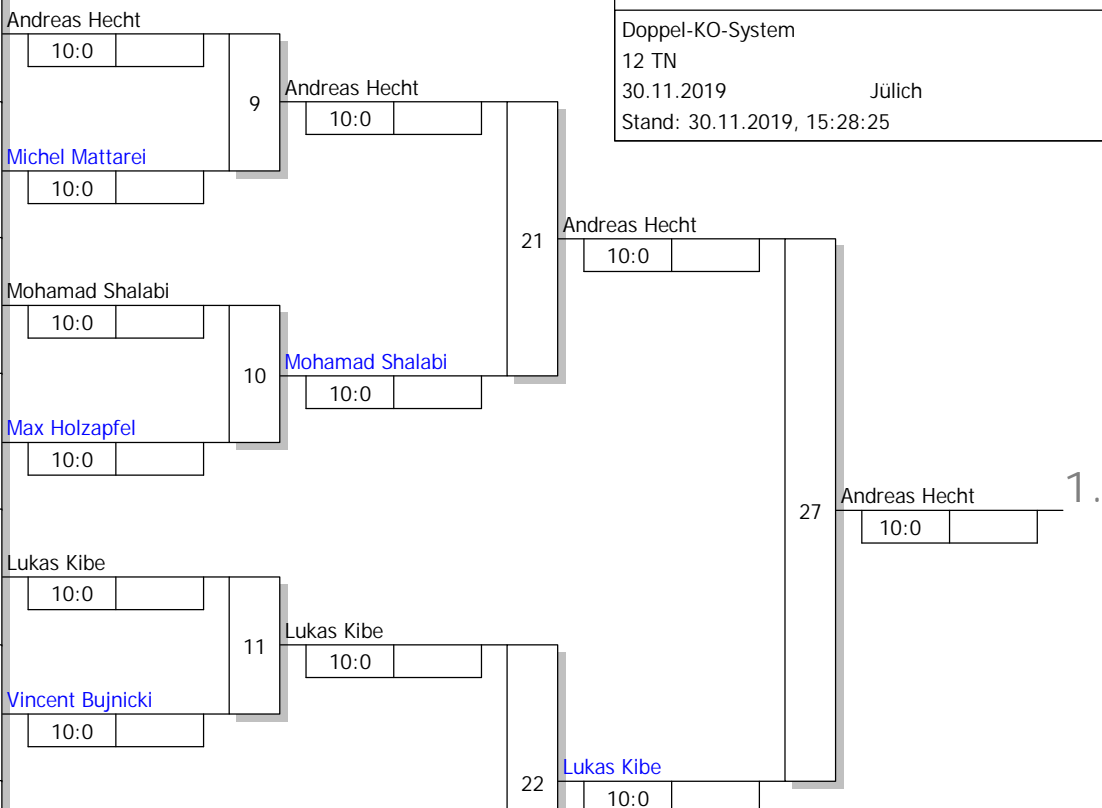 Andreas Hecht
10:0
9
Michel Mattarei
10:0
Mohamad Shalabi
10:0
10
Max Holzapfel
10:0
Lukas Kibe
10:0
11
Vincent Bujnicki
10:0
Andreas Hecht
10:0
21
Mohamad Shalabi
10:0
Lukas Kibe
10:0
22
Andreas Hecht
10:0
27
Lukas Kibe
10:0
Andreas Hecht
10:0
1.
Doppel-KO-System
12 TN
30.11.2019 Jülich
Stand: 30.11.2019, 15:28:25